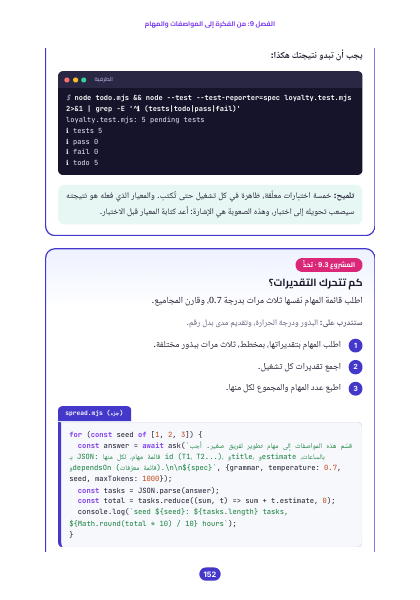 الفصل 9: من الفكرة إلى المواصفات والمهام
يجب أن تبدو نتيجتك هكذا:
الطرفية
$ node todo.mjs && node --test --test-reporter=spec loyalty.test.mjs
2>&1 | grep -E '^ℹ (tests|todo|pass|fail)'
loyalty.test.mjs: 5 pending tests
ℹ tests 5
ℹ pass 0
ℹ fail 0
ℹ todo 5
تلميح: خمسة اختبارات معلّقة، ظاهرة في كل تشغيل حتى تُكتب. والمعيار الذي فعله هو نتيجته
سيصعب تحويله إلى اختبار، وهذه الصعوبة هي الإشارة: أعد كتابة المعيار قبل الاختبار.
المشروع 9.3 · تحدٍّ
كم تتحرك التقديرات؟
اطلب قائمة المهام نفسها ثلاث مرات بدرجة 0.7، وقارن المجاميع.
ستتدرب على: البذور ودرجة الحرارة، وتقديم مدى بدل رقم.
1 اطلب المهام بتقديراتها، بمخطط، ثلاث مرات ببذور مختلفة.
2 اجمع تقديرات كل تشغيل.
3 اطبع عدد المهام والمجموع لكل منها.
spread.mjs (جزء)
for (const seed of [1, 2, 3]) {
const answer = await ask(`قسّم هذه المواصفات إلى مهام تطوير لفريق صغير. أجب
بـ JSON: قائمة مهام، لكل منها id (T1, T2...)، وtitle، وestimate بالساعات،
وdependsOn (قائمة معرّفات).\n\n${spec}`, {grammar, temperature: 0.7,
seed, maxTokens: 1000});
const tasks = JSON.parse(answer);
const total = tasks.reduce((sum, t) => sum + t.estimate, 0);
console.log(`seed ${seed}: ${tasks.length} tasks,
${Math.round(total * 10) / 10} hours`);
}
152